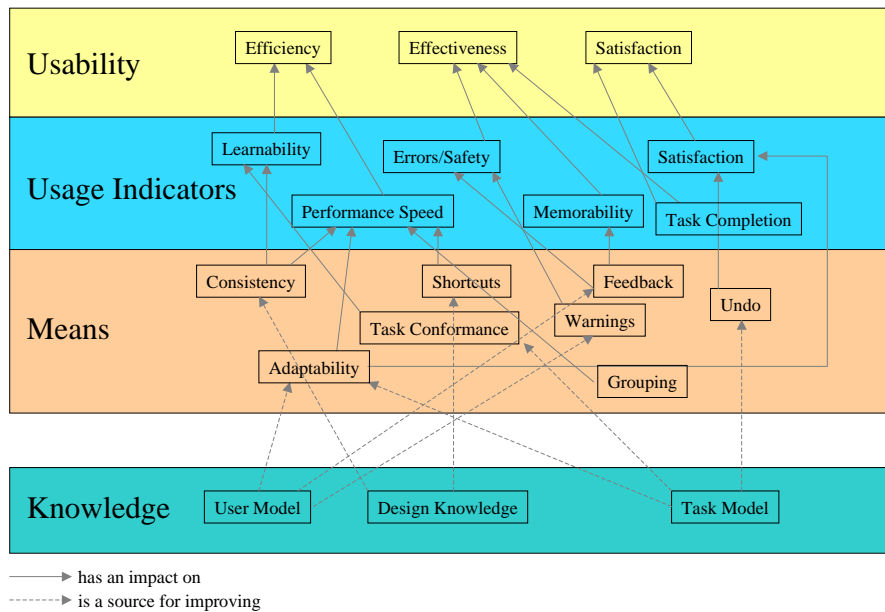 Usability
Efficiency
Effectiveness
Satisfaction
Usage Indicators
Learnability
Errors/Safety
Satisfaction
Performance Speed
Memorability
Task Completion
Means
Consistency
Shortcuts
Feedback
Undo
Task Conformance
Warnings
Adaptability
Grouping
Knowledge
User Model
Design Knowledge
Task Model
has an impact on
is a source for improving